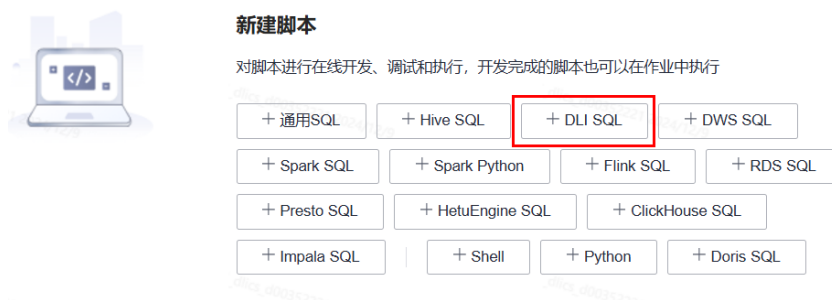 新建脚本
对脚本进行在线开发、调试和执行，开发完成的脚本也可以在作业中执行
+ 通用SQL + Hive SQL + DLI SQL + DWS SQL
+ Spark SQL + Spark Python + Flink SQL + RDS SQL
+ Presto SQL + HetuEngine SQL + ClickHouse SQL
+ Impala SQL + Shell + Python + Doris SQL